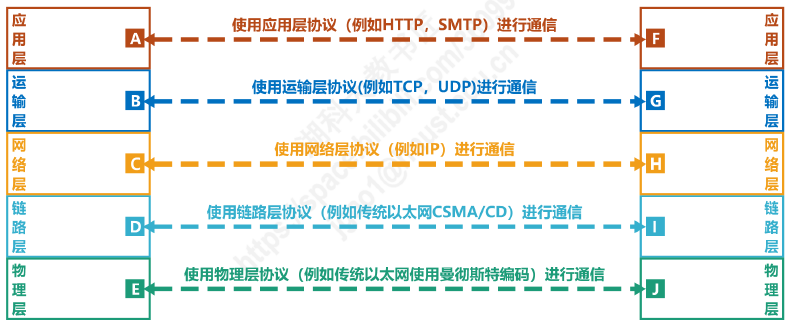 应用层 A 使用应用层协议（例如HTTP，SMTP）进行通信 F 应用层
运输层 B 使用运输层协议(例如TCP，UDP)进行通信 G 运输层
网络层 C 使用网络层协议（例如IP）进行通信 H 网络层
链路层 D 使用链路层协议（例如传统以太网CSMA/CD）进行通信 I 链路层
物理层 E 使用物理层协议（例如传统以太网使用曼彻斯特编码）进行通信 J 物理层